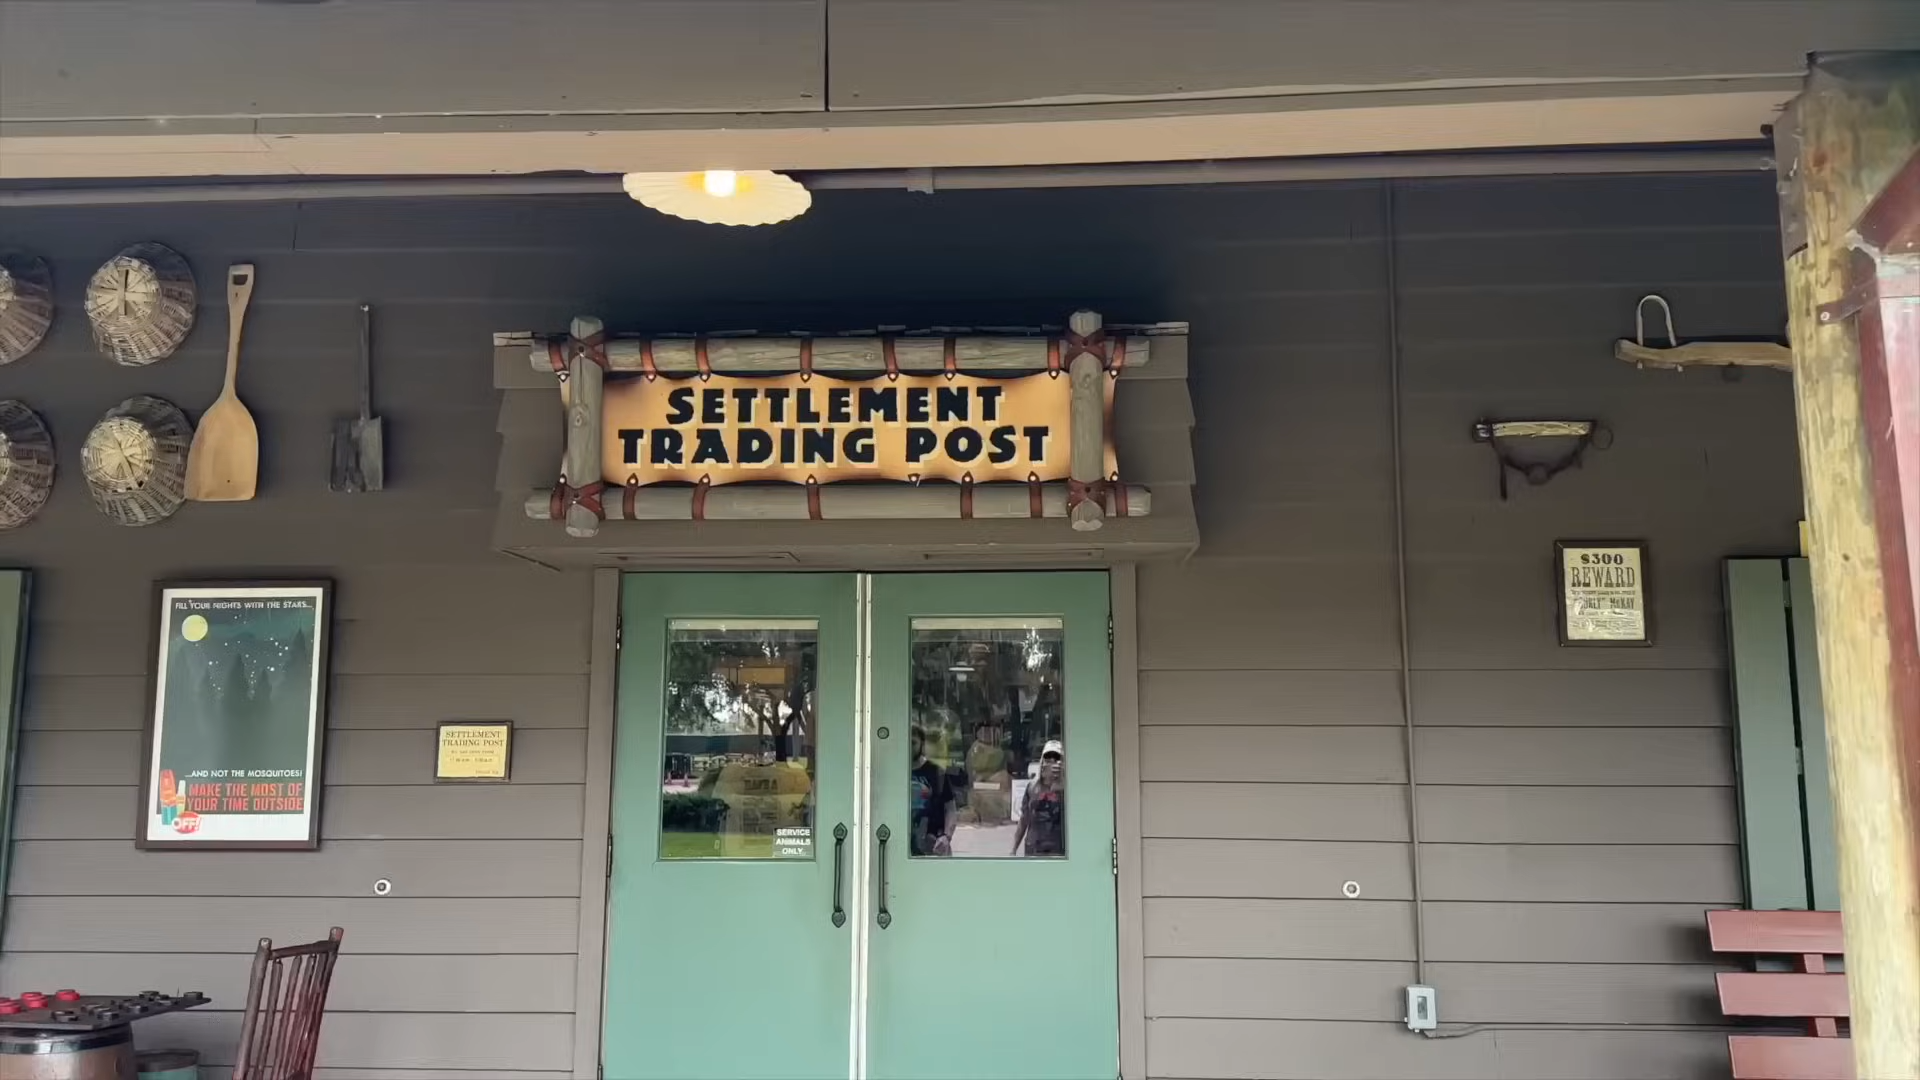 SETTLEMENT
TRADING POST
FILL YOUR NIGHTS WITH THE STARS...
...AND NOT THE MOSQUITOES!
MAKE THE MOST OF
YOUR TIME OUTSIDE
OFF!
SETTLEMENT
TRADING POST
SERVICE
ANIMALS
ONLY
$300
REWARD
McKAY